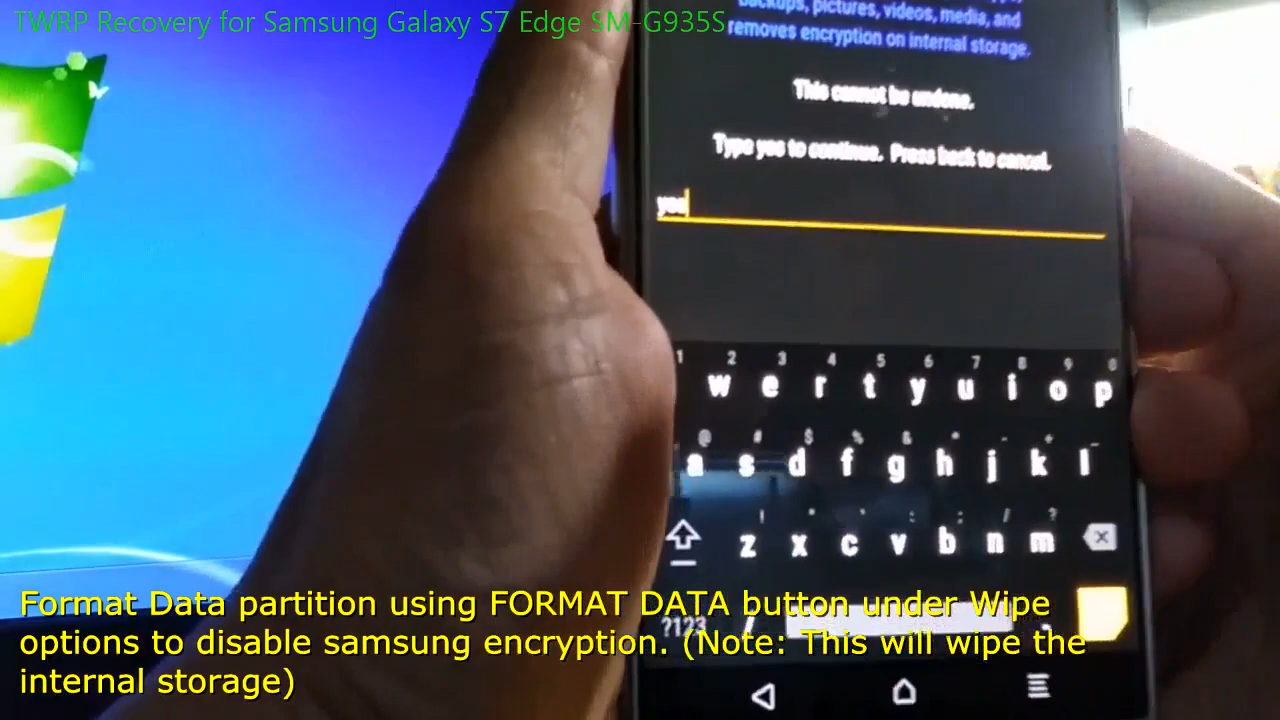 TWRP Recovery for Samsung Galaxy S7 Edge SM-G935S
backups, pictures, videos, media, and
removes encryption on internal storage.
This cannot be undone.
Type yes to continue. Press back to cancel.
yes
1 2 3 4 5 6 7 8 9 0
w e r t y u i o p
@ # $ % & * - + _
a s d f g h j k l
! " ' : ; / ?
z x c v b n m
?123 / .
Format Data partition using FORMAT DATA button under Wipe
options to disable samsung encryption. (Note: This will wipe the
internal storage)